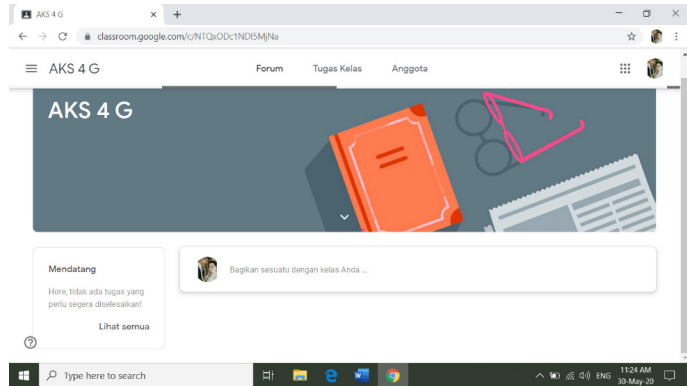 AKS 4 G
classroom.google.com/c/NTQxODc1NDI5MjNa
AKS 4 G
Forum Tugas Kelas Anggota
AKS 4 G
Mendatang
Hore, tidak ada tugas yang
perlu segera diselesaikan!
Lihat semua
Bagikan sesuatu dengan kelas Anda ...
Type here to search
ENG
11:24 AM
30-May-20